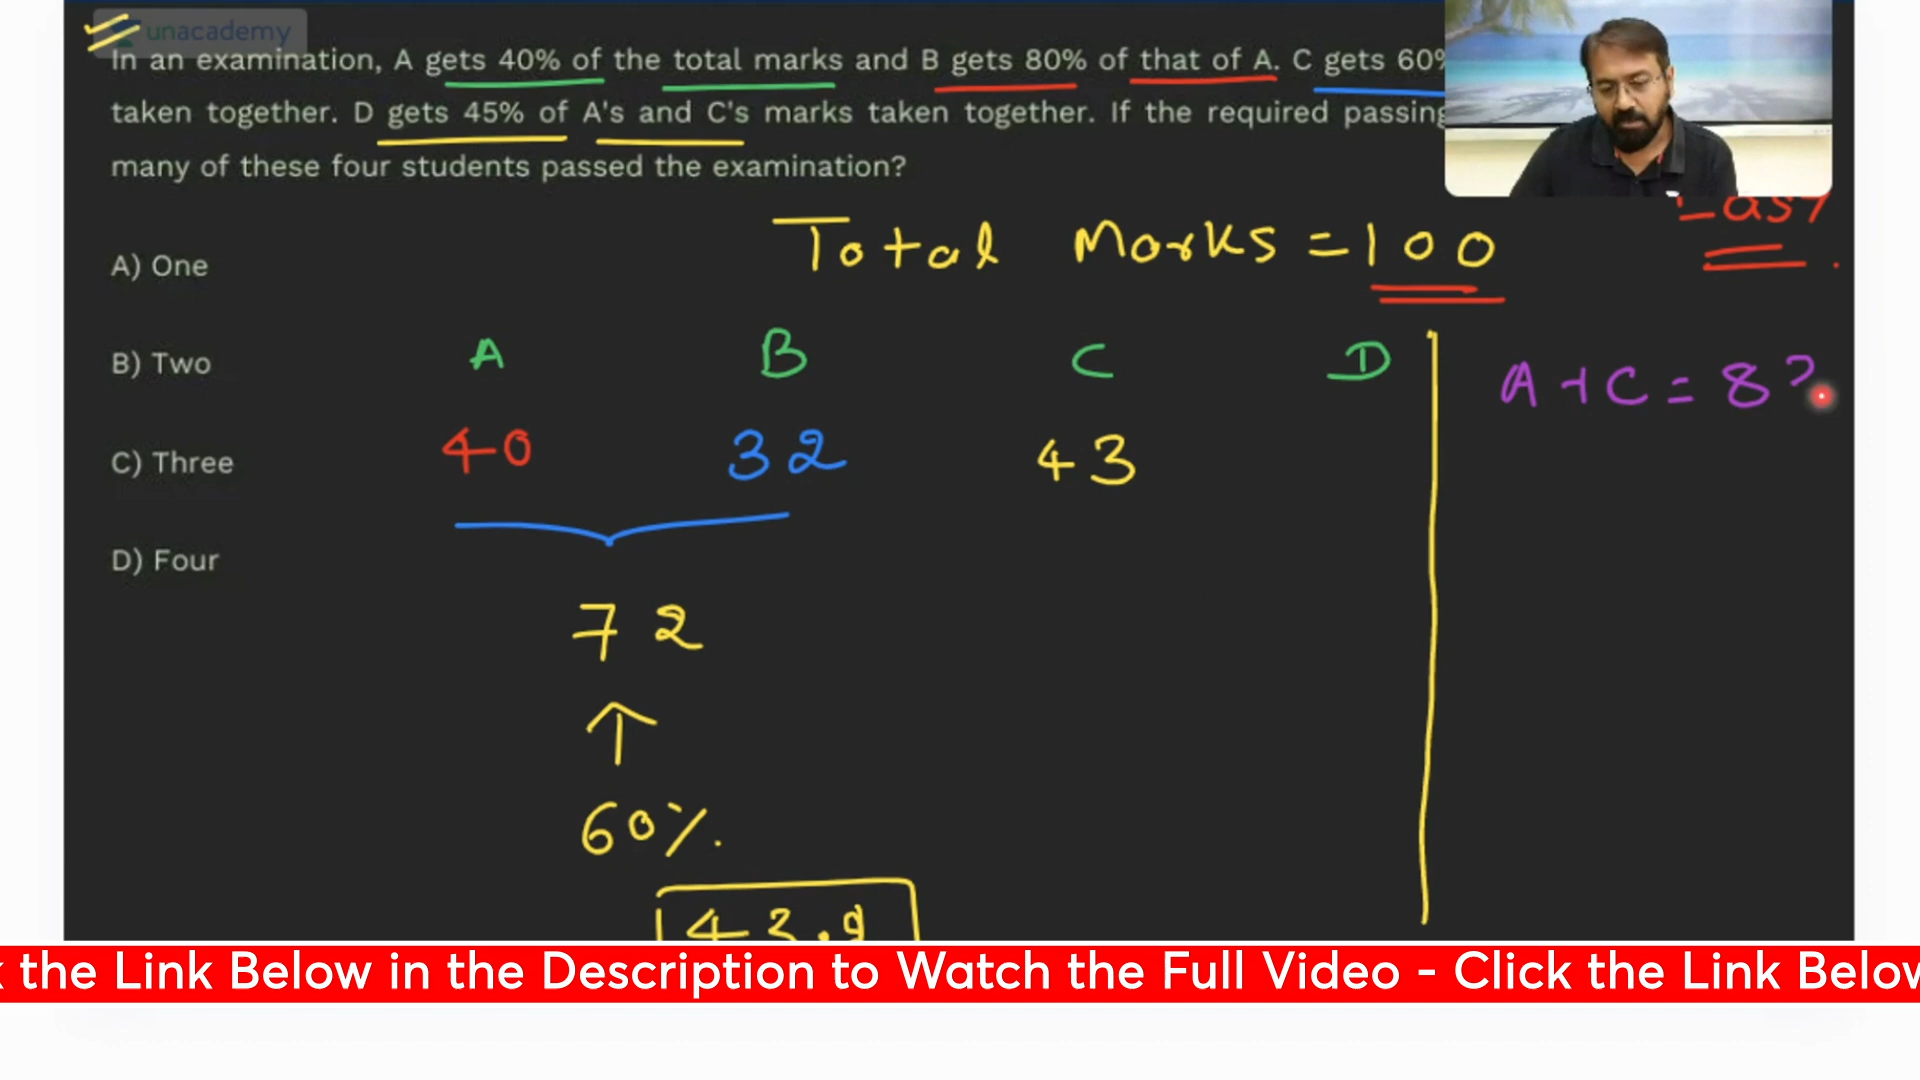 unacademy
In an examination, A gets 40% of the total marks and B gets 80% of that of A. C gets 60%
taken together. D gets 45% of A's and C's marks taken together. If the required passing
many of these four students passed the examination?
Total Marks = 100
Last
A) One
B) Two
C) Three
D) Four
A B C D
40 32 43
A + C = 8
72
60%.
43.
k the Link Below in the Description to Watch the Full Video - Click the Link Below